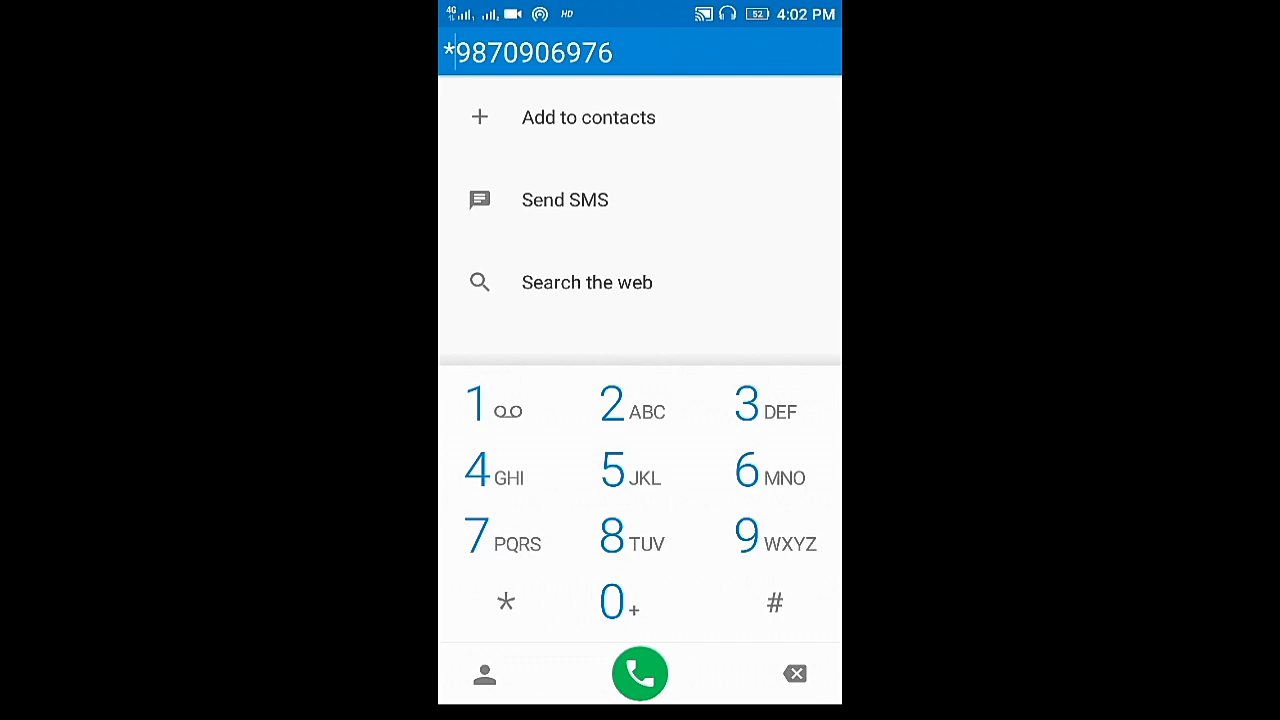 4G HD 52 4:02 PM
*9870906976
Add to contacts
Send SMS
Search the web
1 2 ABC 3 DEF
4 GHI 5 JKL 6 MNO
7 PQRS 8 TUV 9 WXYZ
* 0 + #